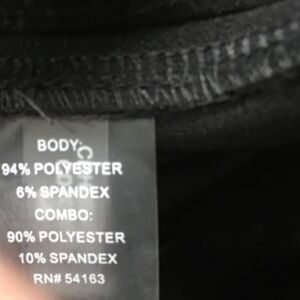 BODY:
94% POLYESTER
6% SPANDEX
COMBO:
90% POLYESTER
10% SPANDEX
RN# 54163